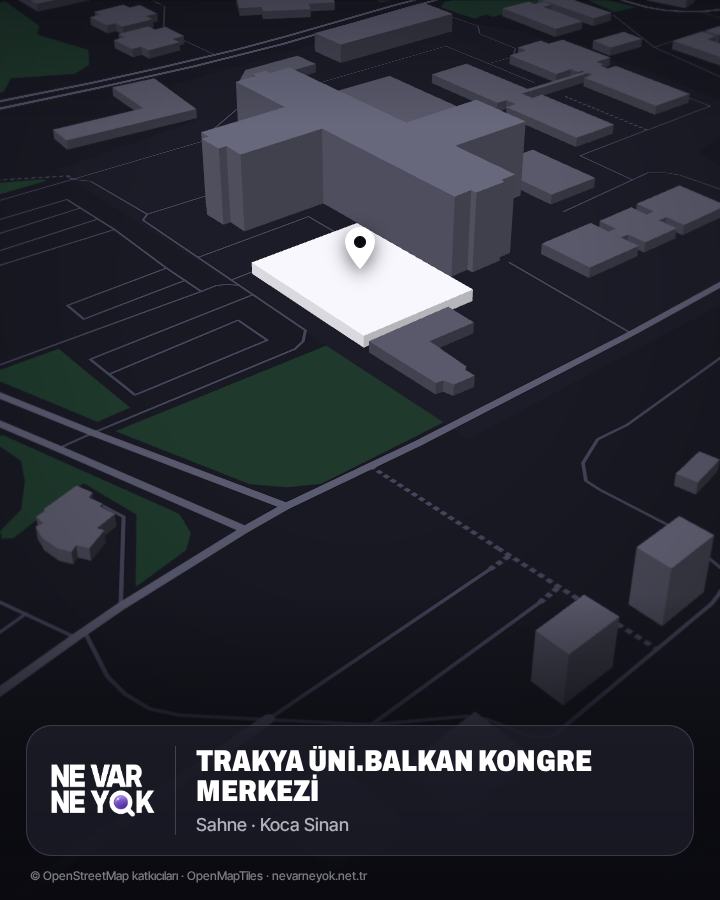 NE VAR
NE YOK
TRAKYA ÜNİ.BALKAN KONGRE
MERKEZİ
Sahne · Koca Sinan
© OpenStreetMap katkıcıları · OpenMapTiles · nevarneyok.net.tr